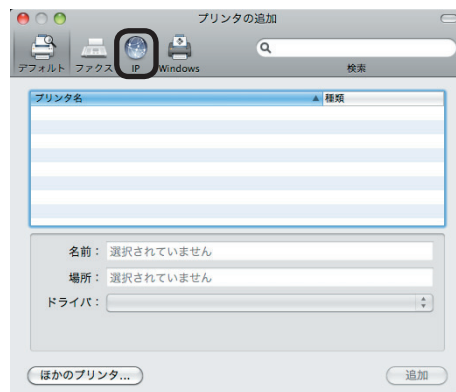 プリンタの追加
デフォルト ファクス IP Windows 検索
プリンタ名 種類
名前： 選択されていません
場所： 選択されていません
ドライバ：
ほかのプリンタ... 追加